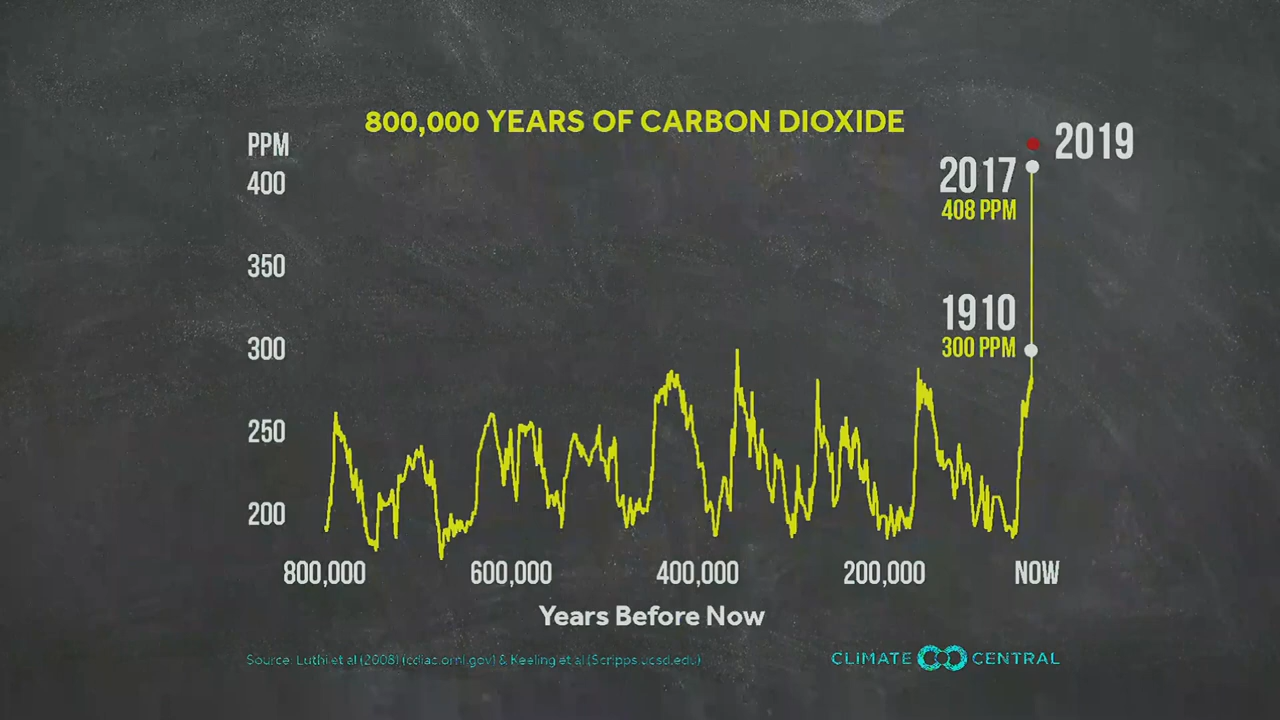 800,000 YEARS OF CARBON DIOXIDE
PPM
400
350
300
250
200
2019
2017
408 PPM
1910
300 PPM
800,000
600,000
400,000
200,000
NOW
Years Before Now
Source: Luthi et al (2008) (cdiac.ornl.gov) & Keeling et al (Scripps.ucsd.edu)
CLIMATE CENTRAL